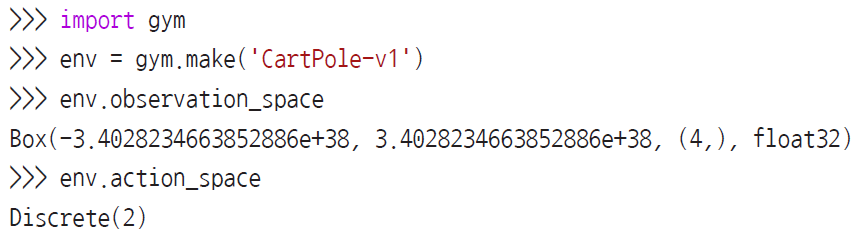 >>> import gym
>>> env = gym.make('CartPole-v1')
>>> env.observation_space
Box(-3.4028234663852886e+38, 3.4028234663852886e+38, (4,), float32)
>>> env.action_space
Discrete(2)